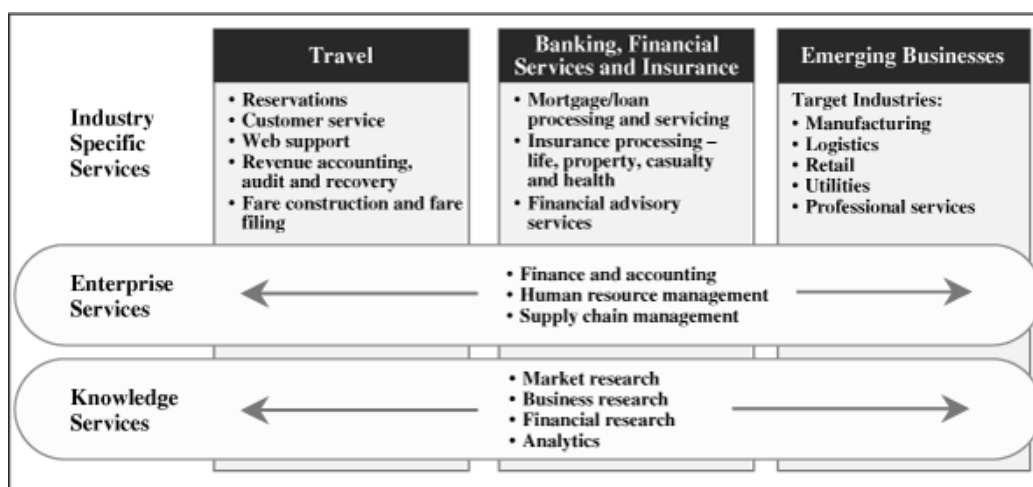 Travel
Banking, Financial
Services and Insurance
Emerging Businesses
Industry
Specific
Services
• Reservations
• Customer service
• Web support
• Revenue accounting,
audit and recovery
• Fare construction and fare
filing
• Mortgage/loan
processing and servicing
• Insurance processing –
life, property, casualty
and health
• Financial advisory
services
Target Industries:
• Manufacturing
• Logistics
• Retail
• Utilities
• Professional services
Enterprise
Services
• Finance and accounting
• Human resource management
• Supply chain management
Knowledge
Services
• Market research
• Business research
• Financial research
• Analytics